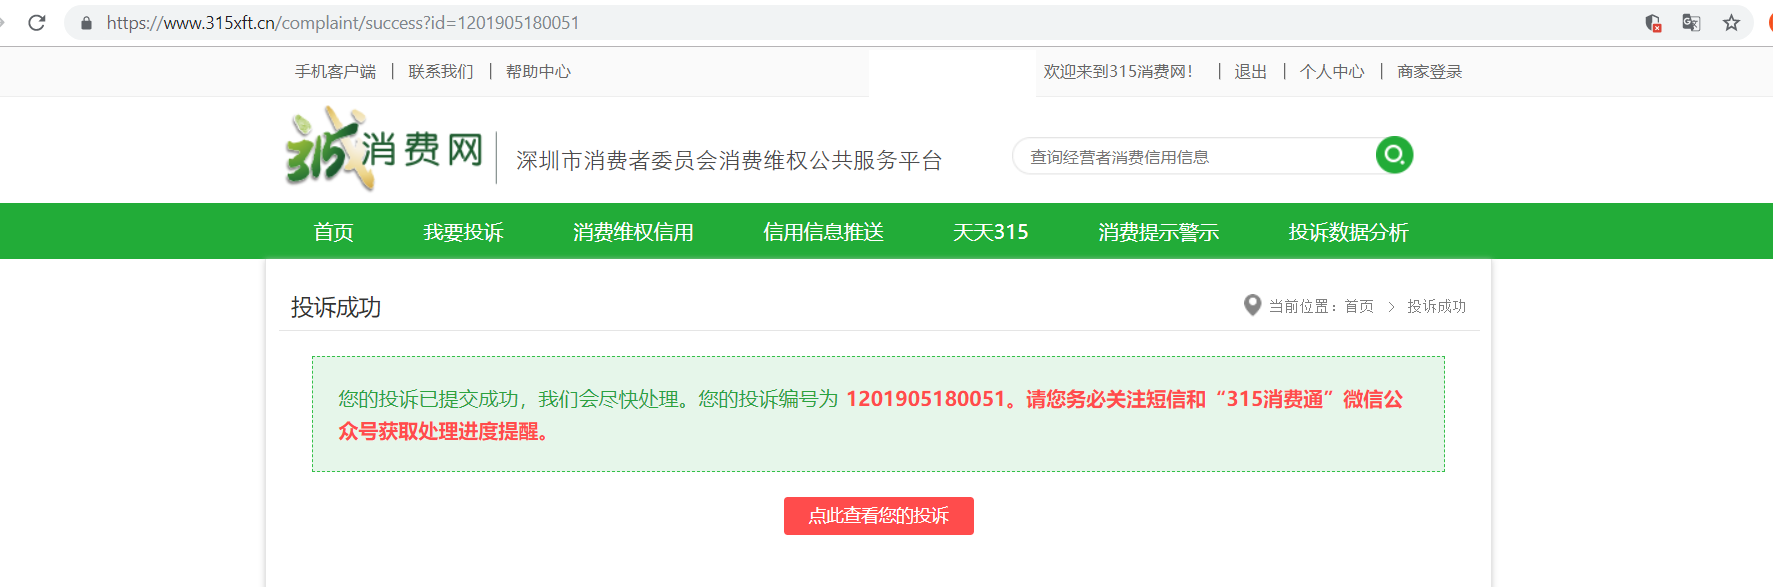 https://www.315xft.cn/complaint/success?id=1201905180051
手机客户端 | 联系我们 | 帮助中心
欢迎来到315消费网！ | 退出 | 个人中心 | 商家登录
315消费网
深圳市消费者委员会消费维权公共服务平台
查询经营者消费信用信息
首页 我要投诉 消费维权信用 信用信息推送 天天315 消费提示警示 投诉数据分析
投诉成功
当前位置：首页 > 投诉成功
您的投诉已提交成功，我们会尽快处理。您的投诉编号为 1201905180051。请您务必关注短信和“315消费通”微信公
众号获取处理进度提醒。
点此查看您的投诉